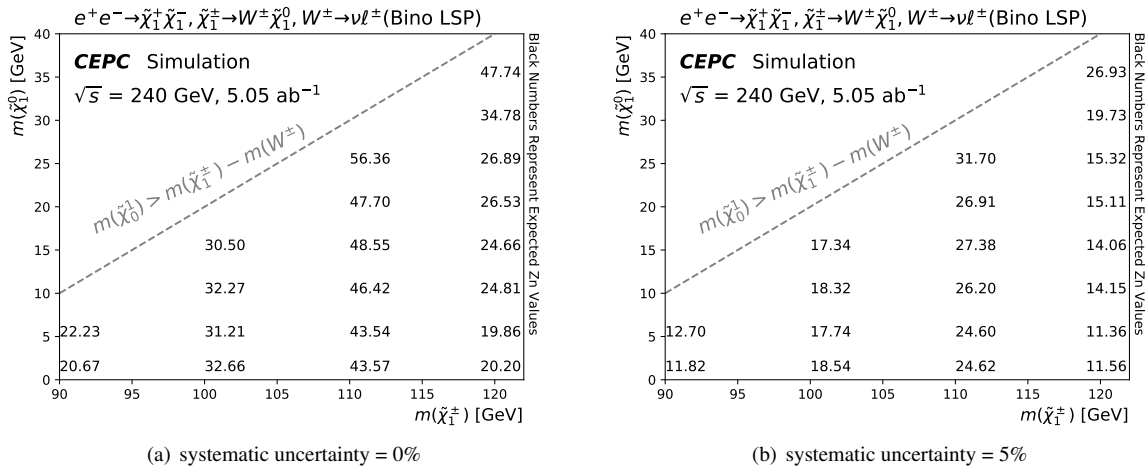 e⁺e⁻→χ̃₁⁺χ̃₁⁻, χ̃₁±→W±χ̃₁⁰, W±→νℓ±(Bino LSP)
CEPC Simulation
√s = 240 GeV, 5.05 ab⁻¹
m(χ̃₀¹) > m(χ̃₁±) − m(W±)
m(χ̃₁⁰) [GeV]
40
35
30
25
20
15
10
5
0
47.74
34.78
56.36 26.89
47.70 26.53
30.50 48.55 24.66
32.27 46.42 24.81
22.23 31.21 43.54 19.86
20.67 32.66 43.57 20.20
90 95 100 105 110 115 120
m(χ̃₁±) [GeV]
Black Numbers Represent Expected Zn Values
(a) systematic uncertainty = 0%
e⁺e⁻→χ̃₁⁺χ̃₁⁻, χ̃₁±→W±χ̃₁⁰, W±→νℓ±(Bino LSP)
CEPC Simulation
√s = 240 GeV, 5.05 ab⁻¹
m(χ̃₀¹) > m(χ̃₁±) − m(W±)
m(χ̃₁⁰) [GeV]
40
35
30
25
20
15
10
5
0
26.93
19.73
31.70 15.32
26.91 15.11
17.34 27.38 14.06
18.32 26.20 14.15
12.70 17.74 24.60 11.36
11.82 18.54 24.62 11.56
90 95 100 105 110 115 120
m(χ̃₁±) [GeV]
Black Numbers Represent Expected Zn Values
(b) systematic uncertainty = 5%